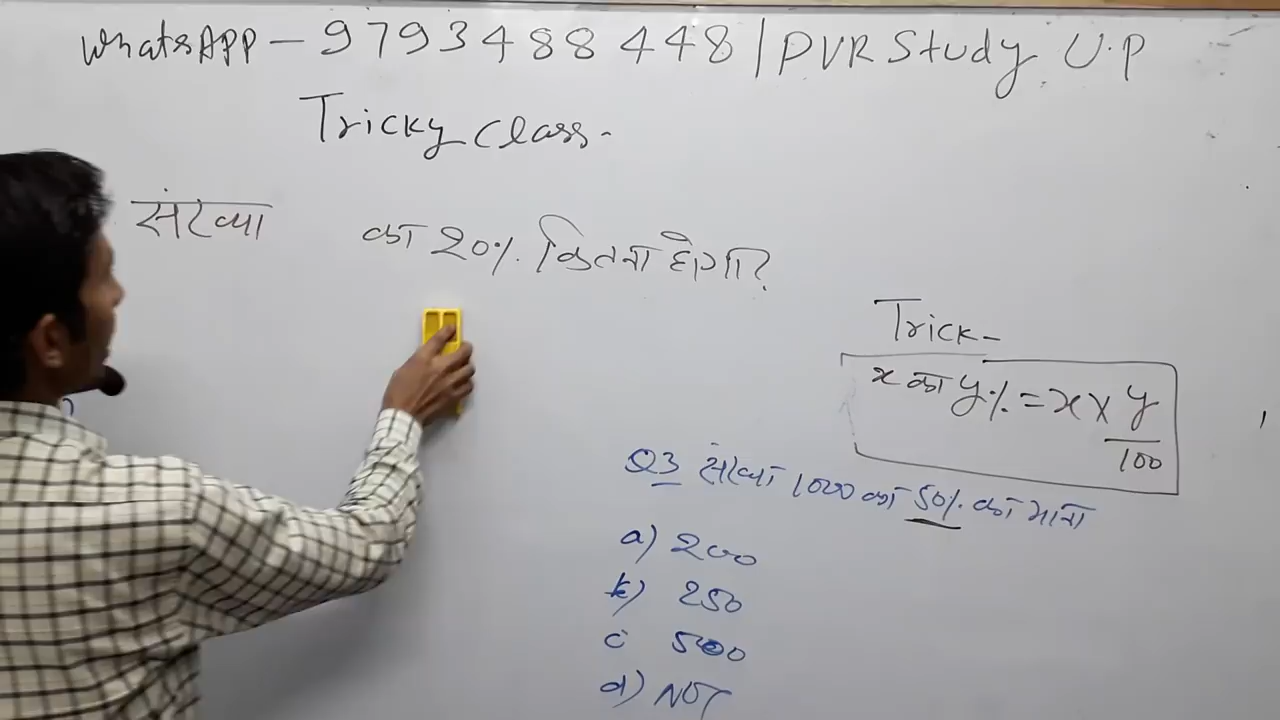 WhatsAPP - 9793488448 | PVR Study U.P
Tricky Class -
संख्या का 20% कितना होगा?
Trick -
x का y% = x × y/100
Q3 संख्या 1000 का 50% का मान
a) 200
b) 250
c 500
d) NOT